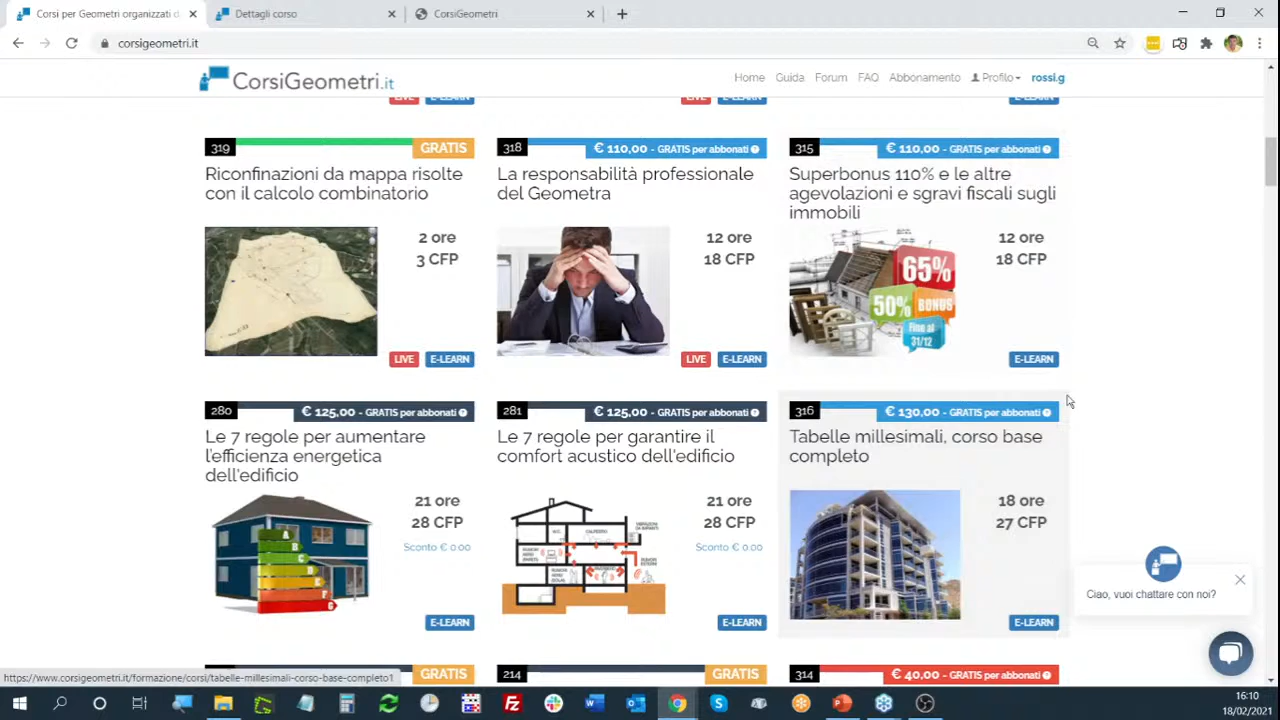 Corsi per Geometri organizzati d
Dettagli corso
CorsiGeometri
corsigeometri.it
CorsiGeometri.it
Home Guida Forum FAQ Abbonamento Profilo rossi.g
LIVE E-LEARN
LIVE E-LEARN
E-LEARN
319 GRATIS
Riconfinazioni da mappa risolte
con il calcolo combinatorio
2 ore
3 CFP
LIVE E-LEARN
318 € 110,00 - GRATIS per abbonati
La responsabilità professionale
del Geometra
12 ore
18 CFP
LIVE E-LEARN
315 € 110,00 - GRATIS per abbonati
Superbonus 110% e le altre
agevolazioni e sgravi fiscali sugli
immobili
65%
50% BONUS
Fino al
31/12
12 ore
18 CFP
E-LEARN
280 € 125,00 - GRATIS per abbonati
Le 7 regole per aumentare
l'efficienza energetica
dell'edificio
21 ore
28 CFP
Sconto € 0.00
E-LEARN
281 € 125,00 - GRATIS per abbonati
Le 7 regole per garantire il
comfort acustico dell'edificio
21 ore
28 CFP
Sconto € 0.00
E-LEARN
316 € 130,00 - GRATIS per abbonati
Tabelle millesimali, corso base
completo
18 ore
27 CFP
E-LEARN
Ciao, vuoi chattare con noi?
GRATIS
214 GRATIS
314 € 40,00 - GRATIS per abbonati
https://www.corsigeometri.it/formazione/corsi/tabelle-millesimali-corso-base-completo1
16:10
18/02/2021